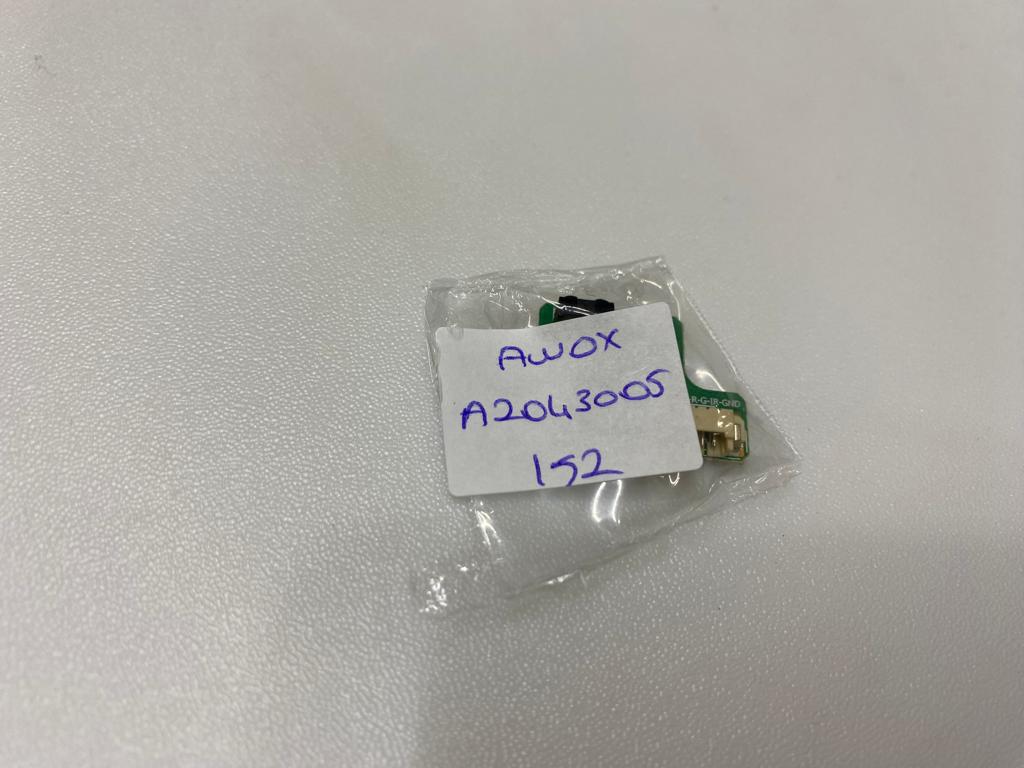 AWOX
A2043005
152
-R-G-IR-GND